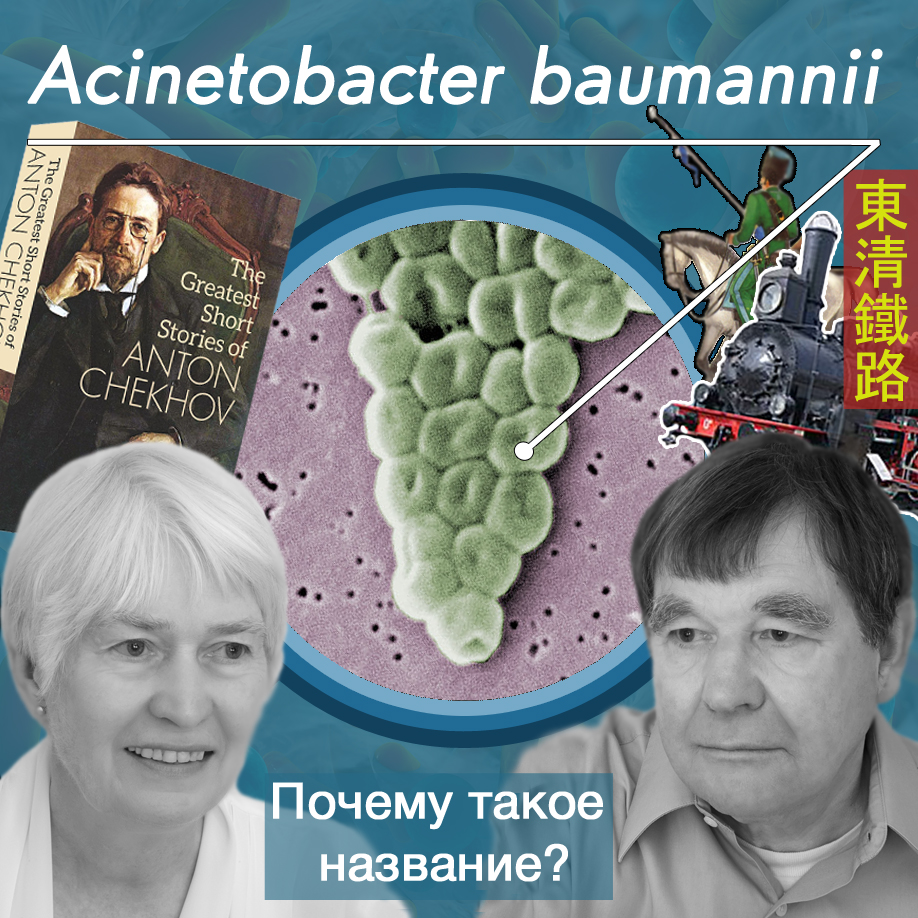 Acinetobacter baumannii
The Greatest Short Stories of
ANTON CHEKHOV
The
Greatest
Short
Stories of
ANTON
CHEKHOV
東清鐵路
Почему такое
название?